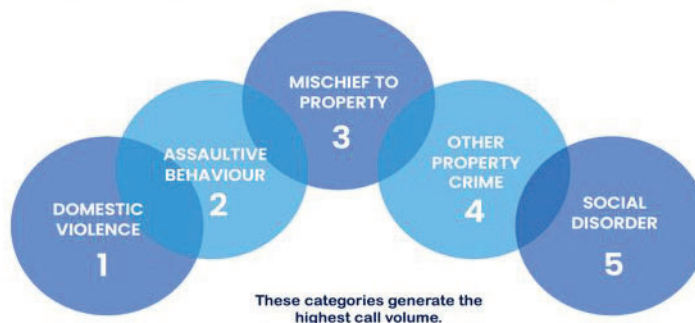 DOMESTIC
VIOLENCE
1
ASSAULTIVE
BEHAVIOUR
2
MISCHIEF TO
PROPERTY
3
OTHER
PROPERTY
CRIME
4
SOCIAL
DISORDER
5
These categories generate the
highest call volume.